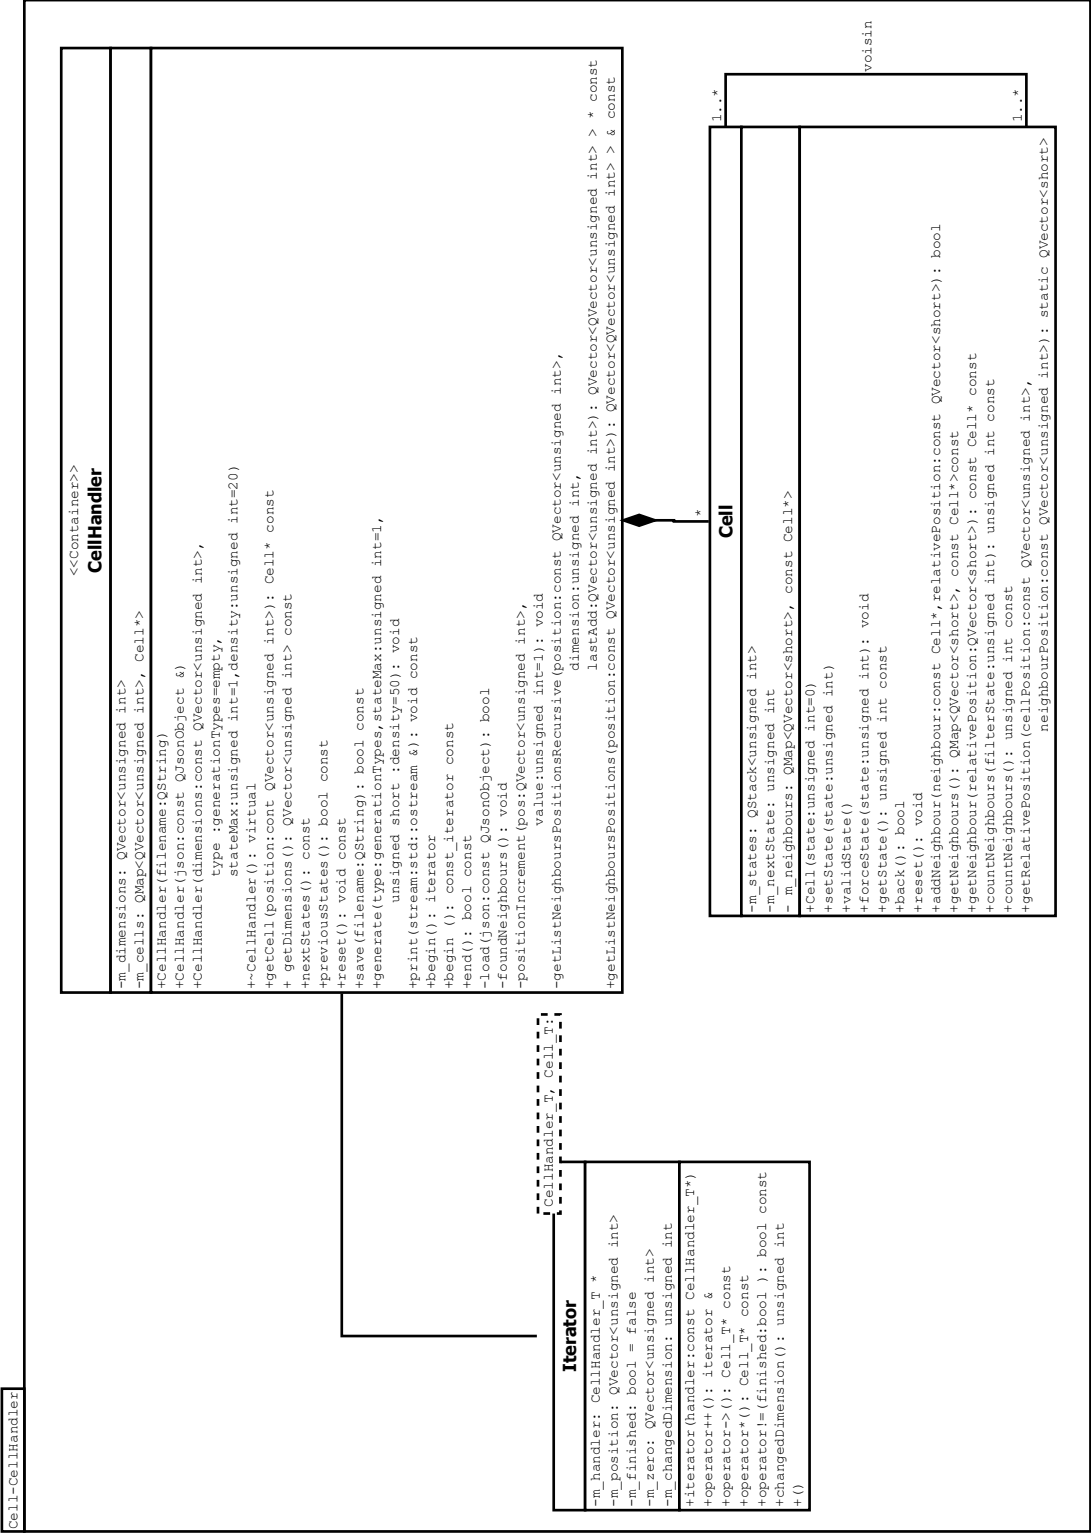 Cell-CellHandler
<<Container>>
CellHandler
-m_dimensions: QVector<unsigned int>
-m_cells: QMap<QVector<unsigned int>, Cell*>
+CellHandler(filename:QString)
+CellHandler(json:const QJsonObject &)
+CellHandler(dimensions:const QVector<unsigned int>,
type :generationTypes=empty,
stateMax:unsigned int=1,density:unsigned int=20)
+~CellHandler(): virtual
+getCell(position:cont QVector<unsigned int>): Cell* const
+ getDimensions(): QVector<unsigned int> const
+nextStates(): const
+previousStates(): bool const
+reset(): void const
+save(filename:QString): bool const
+generate(type:generationTypes,stateMax:unsigned int=1,
unsigned short :density=50): void
+print(stream:std::ostream &): void const
+begin(): iterator
+begin (): const_iterator const
+end(): bool const
-load(json:const QJsonObject): bool
-foundNeighbours(): void
-positionIncrement(pos:QVector<unsigned int>,
value:unsigned int=1): void
-getListNeighboursPositionsRecursive(position:const QVector<unsigned int>,
dimension:unsigned int,
lastAdd:QVector<unsigned int>): QVector<QVector<unsigned int> > * const
+getListNeighboursPositions(position:const QVector<unsigned int>): QVector<QVector<unsigned int> > & const
CellHandler_T, Cell_T:
Iterator
-m_handler: CellHandler_T *
-m_position: QVector<unsigned int>
-m_finished: bool = false
-m_zero: QVector<unsigned int>
-m_changedDimension: unsigned int
+iterator(handler:const CellHandler_T*)
+operator++(): iterator &
+operator->(): Cell_T* const
+operator*(): Cell_T* const
+operator!=(finished:bool ): bool const
+changedDimension(): unsigned int
+()
*
Cell
-m_states: QStack<unsigned int>
-m_nextState: unsigned int
- m_neighbours: QMap<QVector<short>, const Cell*>
+Cell(state:unsigned int=0)
+setState(state:unsigned int)
+validState()
+forceState(state:unsigned int): void
+getState(): unsigned int const
+back(): bool
+reset(): void
+addNeighbour(neighbour:const Cell*,relativePosition:const QVector<short>): bool
+getNeighbours(): QMap<QVector<short>, const Cell*>const
+getNeighbour(relativePosition:QVector<short>): const Cell* const
+countNeighbours(filterState:unsigned int): unsigned int const
+countNeighbours(): unsigned int const
+getRelativePosition(cellPosition:const QVector<unsigned int>,
neighbourPosition:const QVector<unsigned int>): static QVector<short>
1..*
voisin
1..*